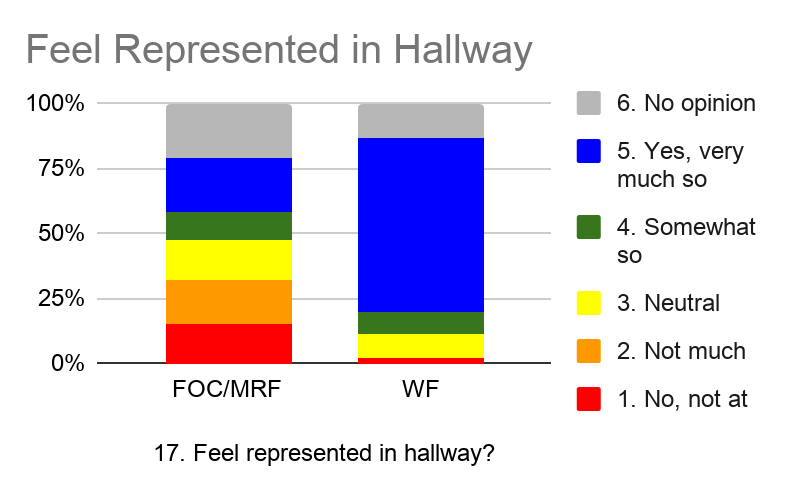 Feel Represented in Hallway
100%
75%
50%
25%
0%
FOC/MRF
WF
17. Feel represented in hallway?
6. No opinion
5. Yes, very
much so
4. Somewhat
so
3. Neutral
2. Not much
1. No, not at